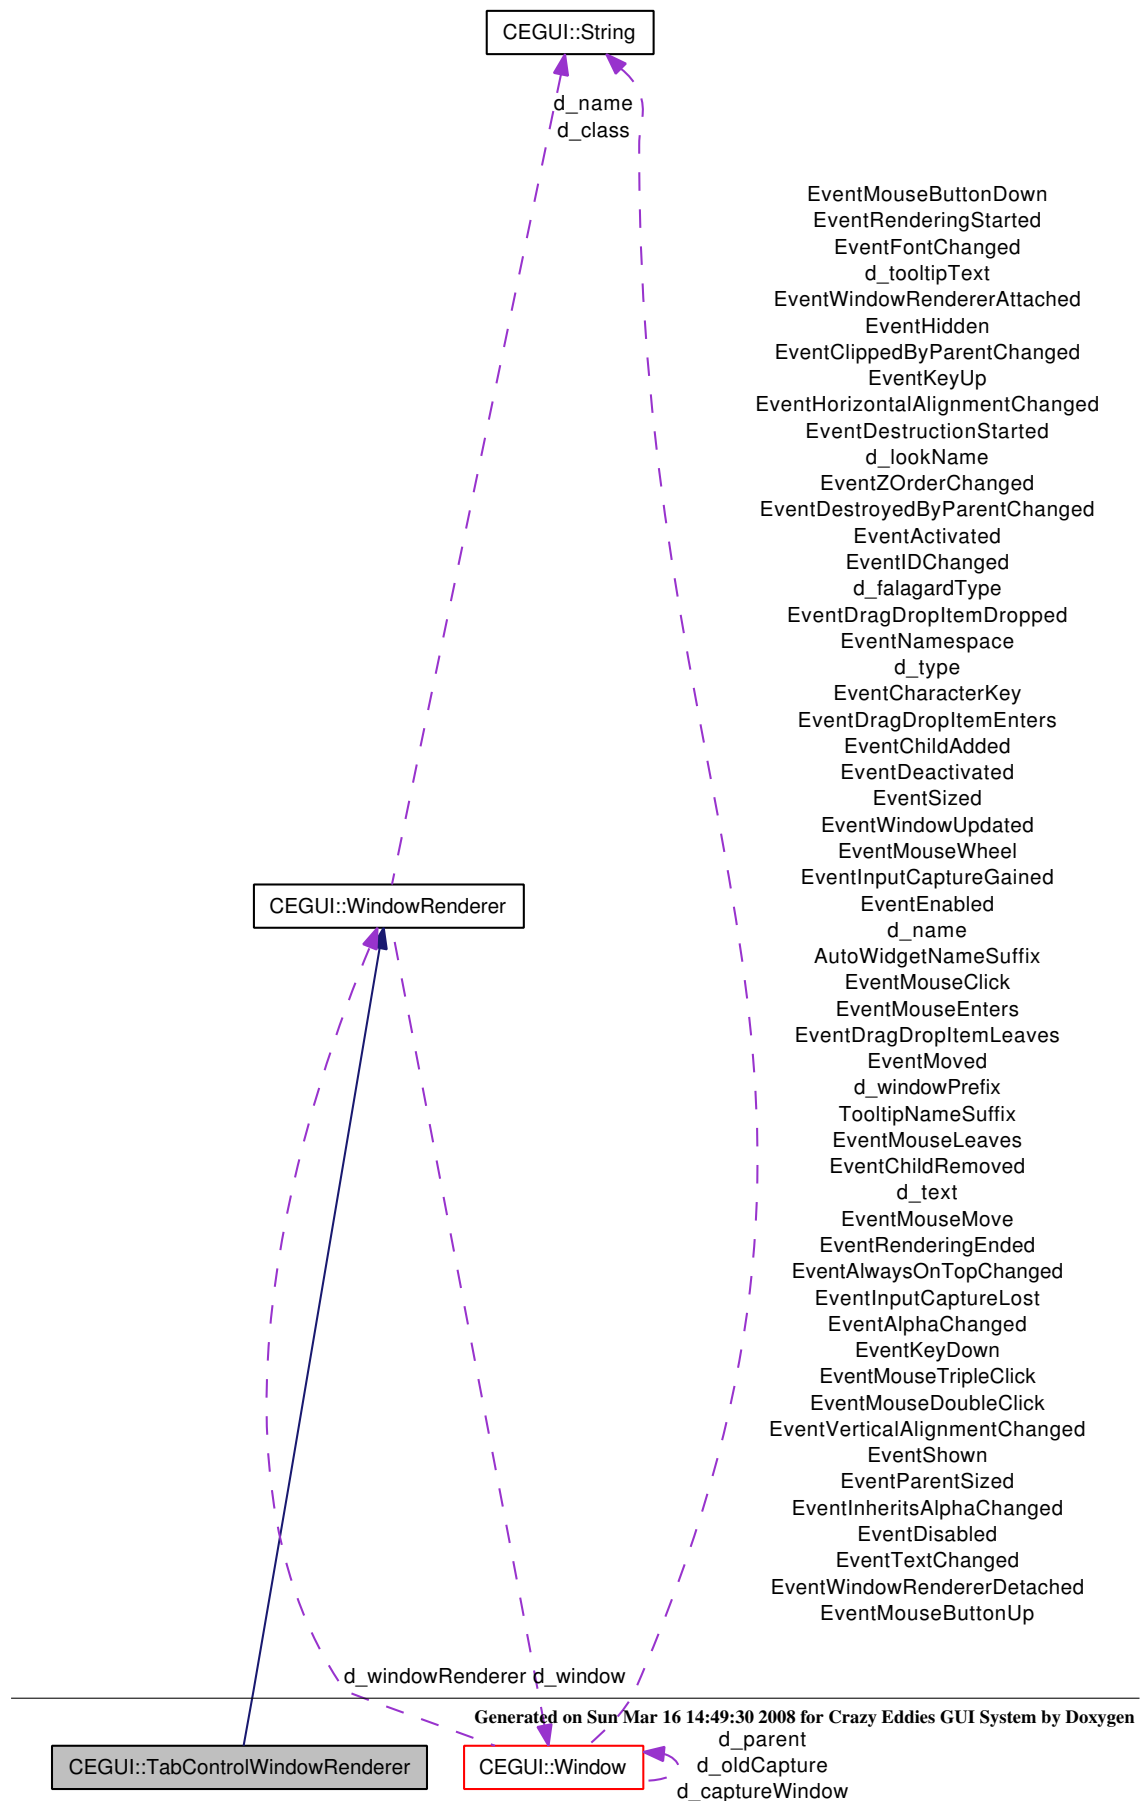 CEGUI::String
d_name
d_class
EventMouseButtonDown
EventRenderingStarted
EventFontChanged
d_tooltipText
EventWindowRendererAttached
EventHidden
EventClippedByParentChanged
EventKeyUp
EventHorizontalAlignmentChanged
EventDestructionStarted
d_lookName
EventZOrderChanged
EventDestroyedByParentChanged
EventActivated
EventIDChanged
d_falagardType
EventDragDropItemDropped
EventNamespace
d_type
EventCharacterKey
EventDragDropItemEnters
EventChildAdded
EventDeactivated
EventSized
EventWindowUpdated
EventMouseWheel
EventInputCaptureGained
EventEnabled
d_name
AutoWidgetNameSuffix
EventMouseClick
EventMouseEnters
EventDragDropItemLeaves
EventMoved
d_windowPrefix
TooltipNameSuffix
EventMouseLeaves
EventChildRemoved
d_text
EventMouseMove
EventRenderingEnded
EventAlwaysOnTopChanged
EventInputCaptureLost
EventAlphaChanged
EventKeyDown
EventMouseTripleClick
EventMouseDoubleClick
EventVerticalAlignmentChanged
EventShown
EventParentSized
EventInheritsAlphaChanged
EventDisabled
EventTextChanged
EventWindowRendererDetached
EventMouseButtonUp
CEGUI::WindowRenderer
d_windowRenderer d_window
Generated on Sun Mar 16 14:49:30 2008 for Crazy Eddies GUI System by Doxygen
d_parent
d_oldCapture
d_captureWindow
CEGUI::TabControlWindowRenderer
CEGUI::Window